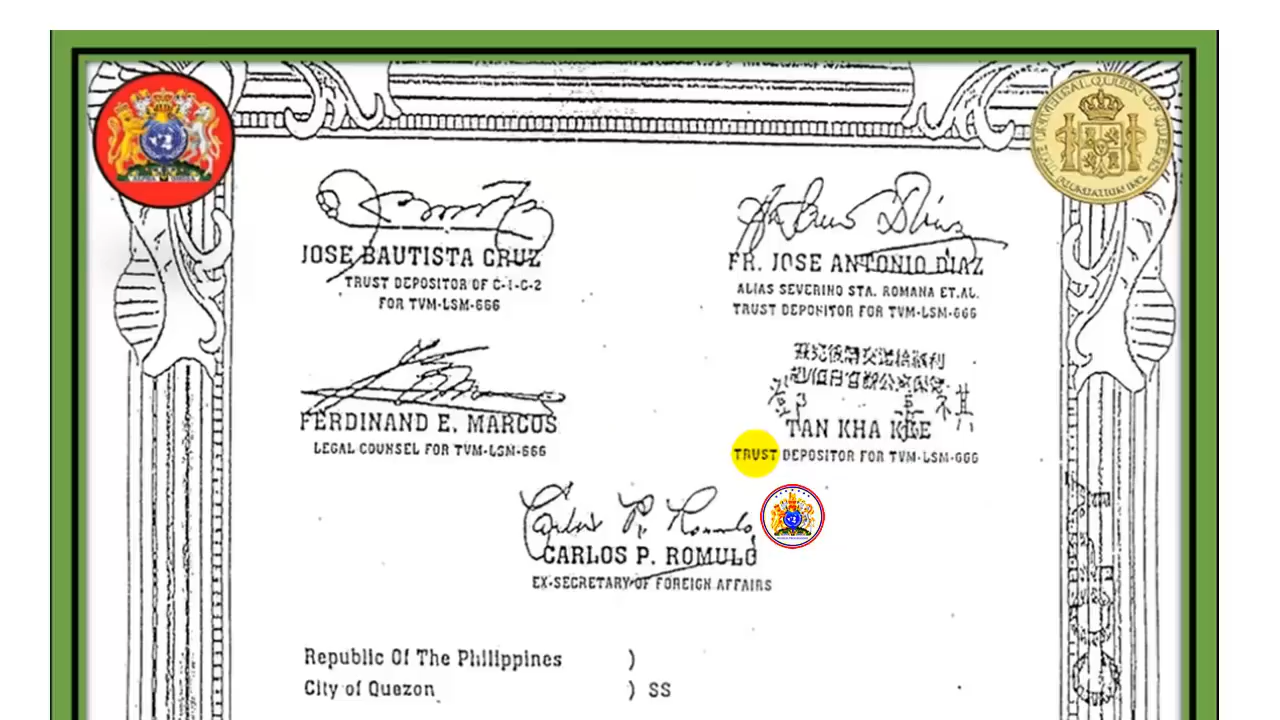 JOSE BAUTISTA CRUZ
TRUST DEPOSITOR OF C-1-C-2
FOR TVM-LSM-666
FR. JOSE ANTONIO DIAZ
ALIAS SEVERINO STA. ROMANA ET.AL.
TRUST DEPOSITOR FOR TVM-LSM-666
FERDINAND E. MARCOS
LEGAL COUNSEL FOR TVM-LSM-666
TAN KHA KEE
TRUST DEPOSITOR FOR TVM-LSM-666
Carlos P. Romulo
CARLOS P. ROMULO
EX-SECRETARY OF FOREIGN AFFAIRS
Republic Of The Philippines )
City of Quezon ) SS